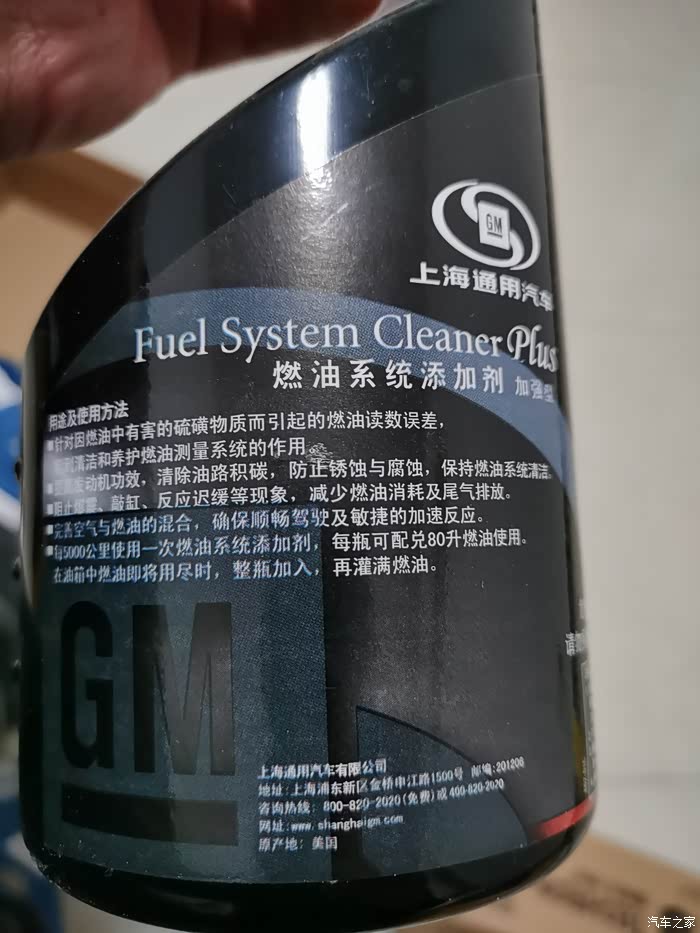 GM
上海通用汽车
Fuel System Cleaner Plus
燃油系统添加剂 加强型
用途及使用方法
■针对因燃油中有害的硫磺物质而引起的燃油读数误差，
清洁和养护燃油测量系统的作用。
发动机功效，清除油路积碳，防止锈蚀与腐蚀，保持燃油系统清洁。
■阻止爆震、敲缸、反应迟缓等现象，减少燃油消耗及尾气排放。
■完善空气与燃油的混合，确保顺畅驾驶及敏捷的加速反应。
■每5000公里使用一次燃油系统添加剂，每瓶可配兑80升燃油使用。
在油箱中燃油即将用尽时，整瓶加入，再灌满燃油。
GM
上海通用汽车有限公司
地址：上海浦东新区金桥申江路1500号 邮编：201206
咨询热线：800-820-2020(免费)或400-820-2020
网址：www.shanghaigm.com
原产地：美国
汽车之家